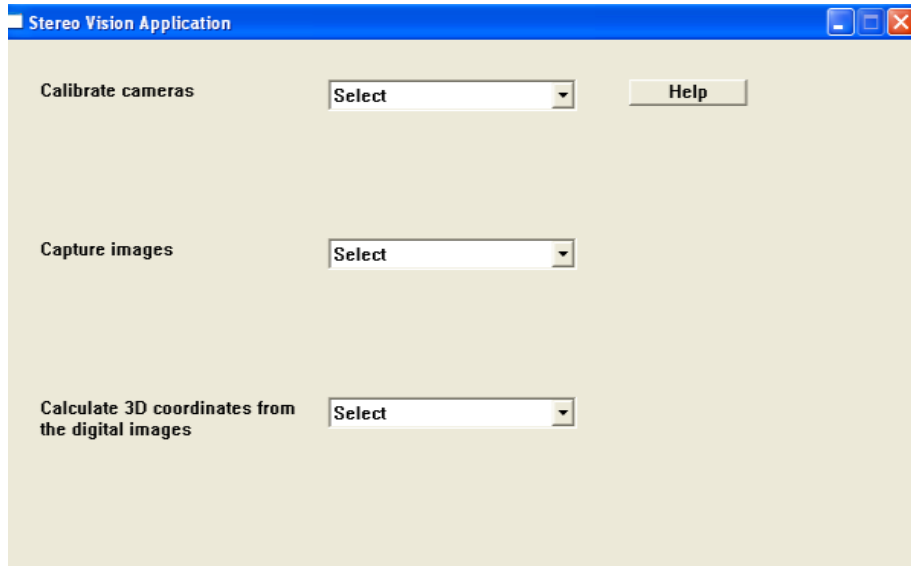 Stereo Vision Application
Calibrate cameras
Select
Help
Capture images
Select
Calculate 3D coordinates from
the digital images
Select